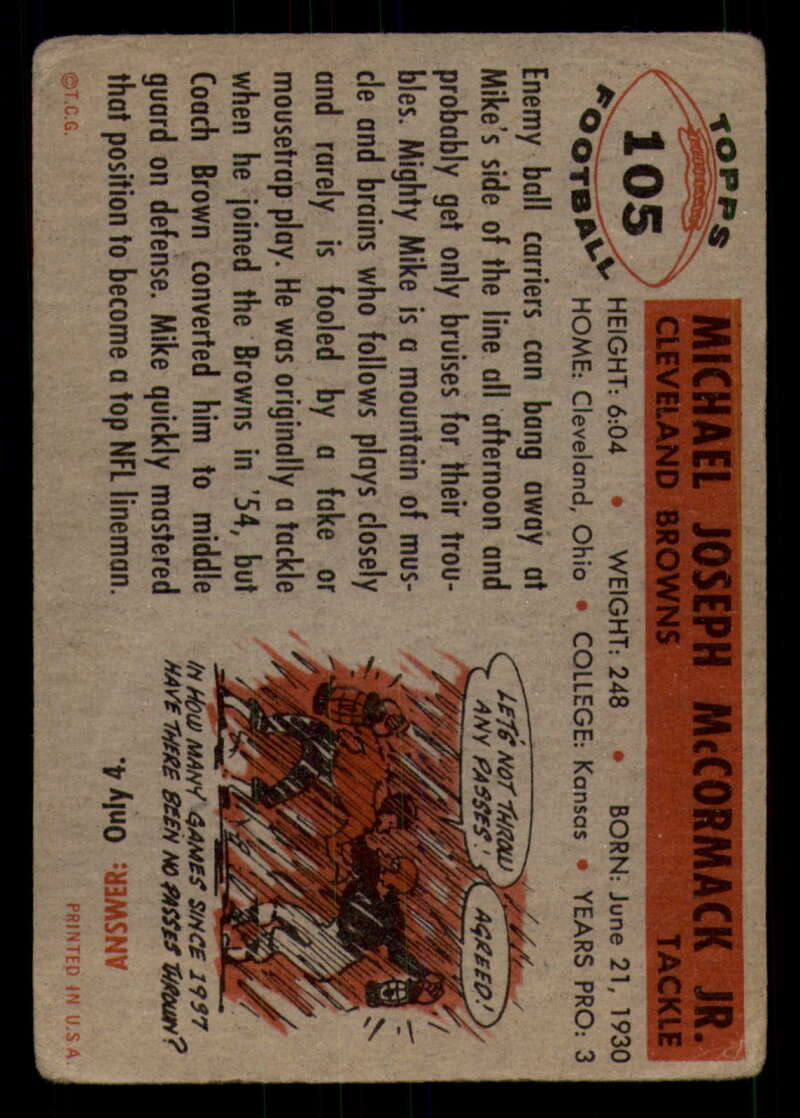 TOPPS
105
FOOTBALL
MICHAEL JOSEPH McCORMACK JR.
CLEVELAND BROWNS TACKLE
HEIGHT: 6:04 • WEIGHT: 248 • BORN: June 21, 1930
HOME: Cleveland, Ohio • COLLEGE: Kansas • YEARS PRO: 3
Enemy ball carriers can bang away at
Mike's side of the line all afternoon and
probably get only bruises for their trou-
bles. Mighty Mike is a mountain of mus-
cle and brains who follows plays closely
and rarely is fooled by a fake or
mousetrap play. He was originally a tackle
when he joined the Browns in '54, but
Coach Brown converted him to middle
guard on defense. Mike quickly mastered
that position to become a top NFL lineman.
©T.C.G.
LET'S NOT THROW
ANY PASSES!
AGREED!
IN HOW MANY GAMES SINCE 1997
HAVE THERE BEEN NO PASSES THROWN?
ANSWER: Only 4.
PRINTED IN U.S.A.